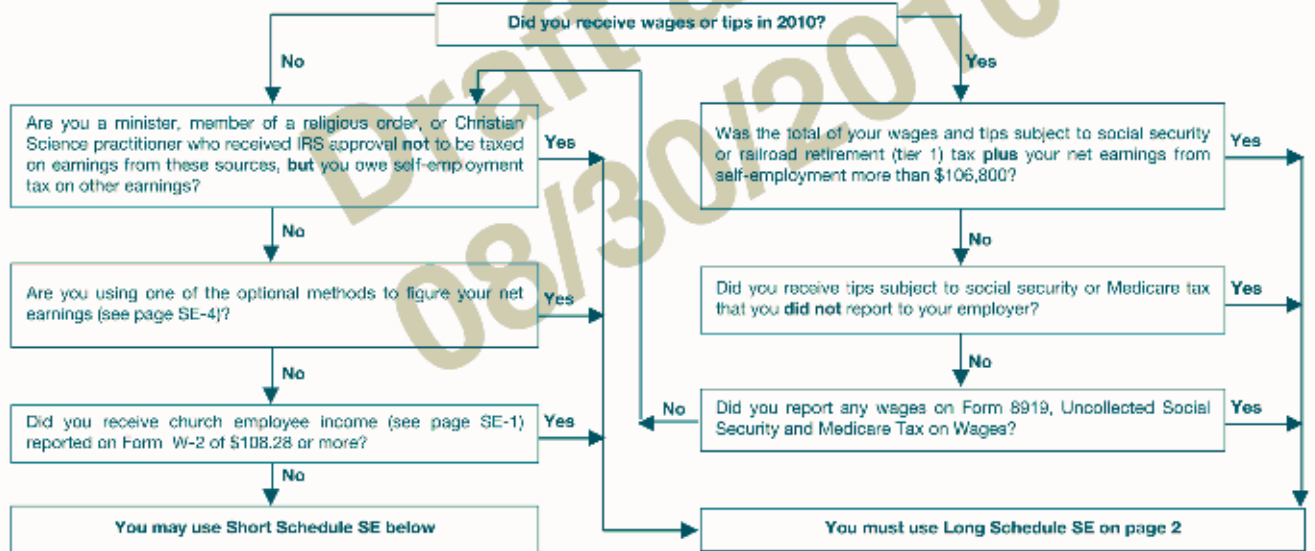 Did you receive wages or tips in 2010?
No
Yes
Are you a minister, member of a religious order, or Christian
Science practitioner who received IRS approval not to be taxed
on earnings from these sources, but you owe self-employment
tax on other earnings?
Yes
Was the total of your wages and tips subject to social security
or railroad retirement (tier 1) tax plus your net earnings from
self-employment more than $106,800?
Yes
No
No
Are you using one of the optional methods to figure your net
earnings (see page SE-4)?
Yes
Did you receive tips subject to social security or Medicare tax
that you did not report to your employer?
Yes
No
No
Did you receive church employee income (see page SE-1)
reported on Form W-2 of $108.28 or more?
Yes
No
Did you report any wages on Form 8919, Uncollected Social
Security and Medicare Tax on Wages?
Yes
No
You may use Short Schedule SE below
You must use Long Schedule SE on page 2
Draft
08/30/2010